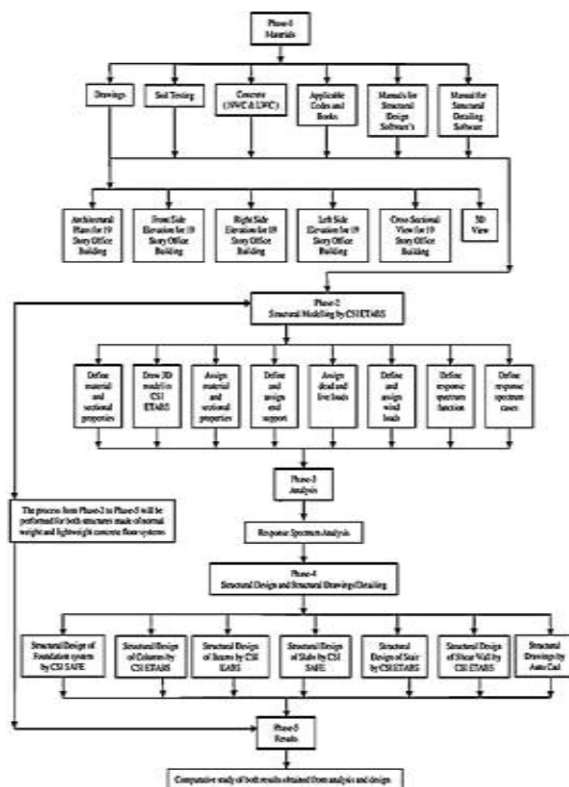 Phase-1
Materials
Drawings
Soil Testing
Concrete
(NWC & LWC)
Applicable
Codes and
Books
Manuals for
Structural
Design
Software's
Manual for
Structural
Detailing
Software
Architectural
Plans for 19
Story Office
Building
Front Side
Elevation for 19
Story Office
Building
Right Side
Elevation for 19
Story Office
Building
Left Side
Elevation for 19
Story Office
Building
Cross Sectional
View for 19
Story Office
Building
3D
View
Phase-2
Structural Modelling by CSI ETABS
Define
material
and
sectional
properties
Draw 3D
model in
CSI
ETABS
Assign
material
and
sectional
properties
Define
and
assign
end
support
Assign
dead and
live loads
Define
and
assign
wind
loads
Define
response
spectrum
function
Define
response
spectrum
cases
Phase-3
Analysis
The process from Phase-2 to Phase-5 will be
performed for both structures made of normal
weight and lightweight concrete floor systems
Response Spectrum Analysis
Phase-4
Structural Design and Structural Drawings/Detailing
Structural Design of
Foundation system
by CSI SAFE
Structural Design
of Columns by
CSI ETABS
Structural Design
of Beams by CSI
Structural Design
of Slabs by CSI
SAFE
Structural
Design of Stair
by CSI ETABS
Structural Design
of Shear Wall by
CSI ETABS
Structural
Drawings by
Auto Cad
Phase-5
Results
Comparative study of both results obtained from analysis and design